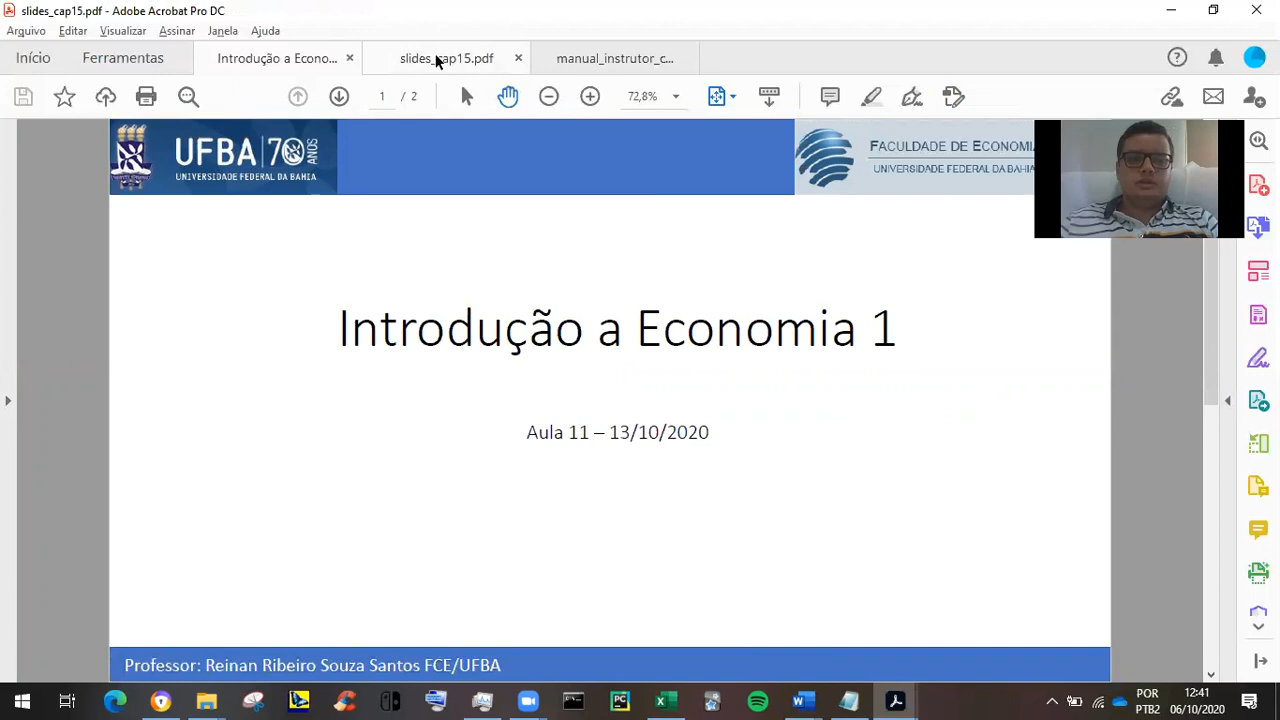 slides_cap15.pdf - Adobe Acrobat Pro DC
Arquivo Editar Visualizar Assinar Janela Ajuda
Início Ferramentas Introdução a Econo... × slides_cap15.pdf × manual_instrutor_c...
1 / 2 72,8%
UFBA 70 ANOS
UNIVERSIDADE FEDERAL DA BAHIA
FACULDADE DE ECONOMI
UNIVERSIDADE FEDERAL DA BAHIA
Introdução a Economia 1
Aula 11 – 13/10/2020
Professor: Reinan Ribeiro Souza Santos FCE/UFBA
POR
PTB2
12:41
06/10/2020